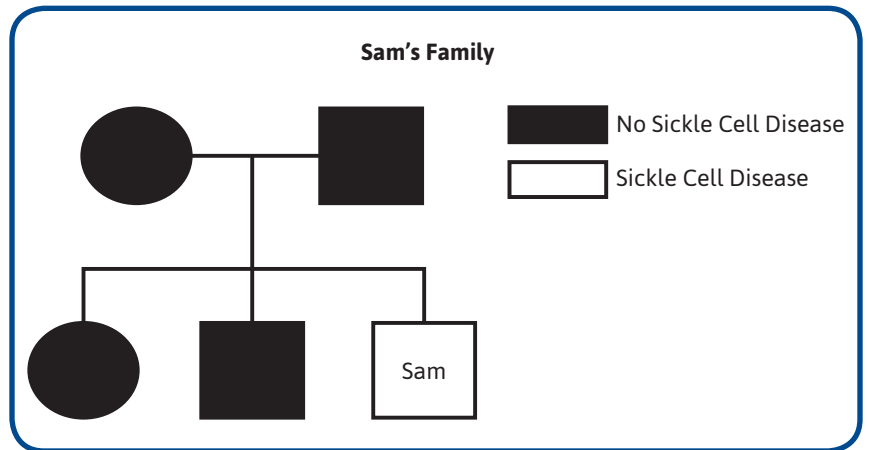 Sam’s Family
No Sickle Cell Disease
Sickle Cell Disease
Sam